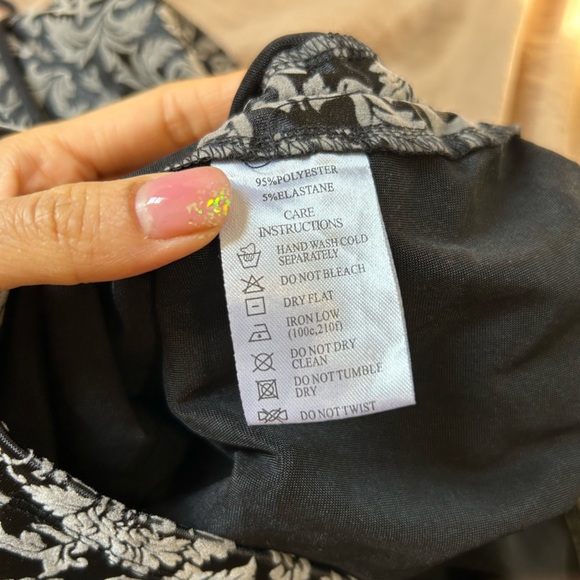 95%POLYESTER
5%ELASTANE
CARE
INSTRUCTIONS
HAND WASH COLD
SEPARATELY
DO NOT BLEACH
DRY FLAT
IRON LOW
(100c,210f)
DO NOT DRY
CLEAN
DO NOT TUMBLE
DRY
DO NOT TWIST